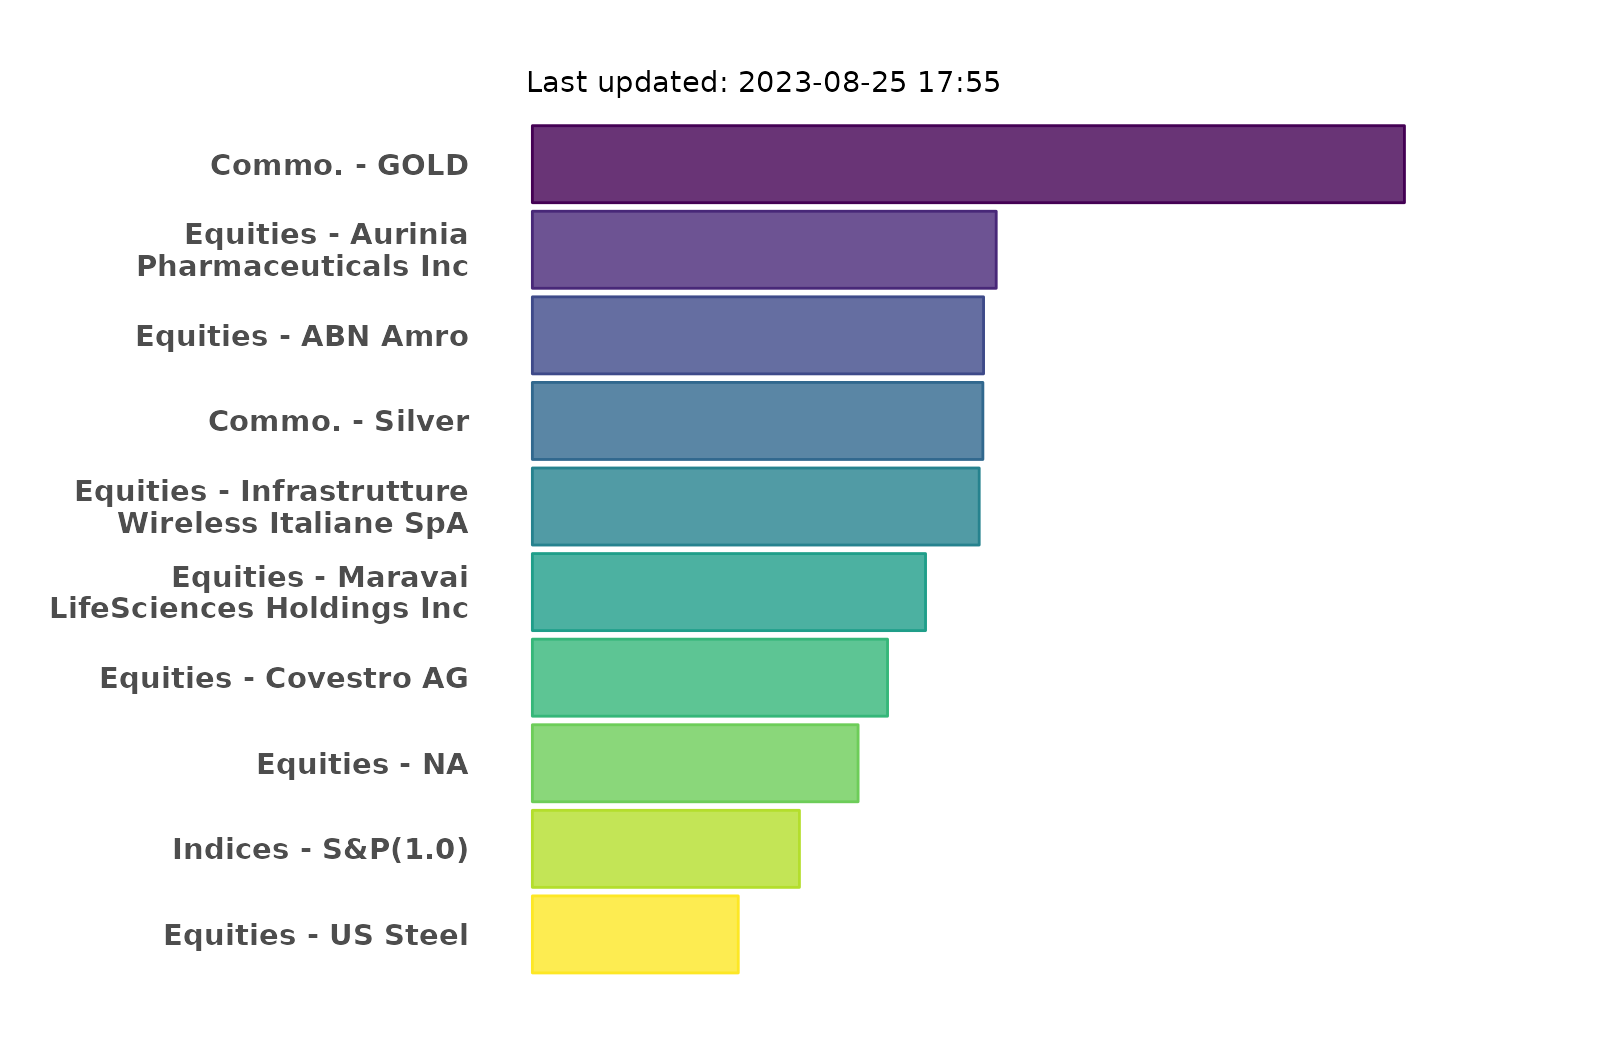 Last updated: 2023-08-25 17:55
Commo. - GOLD
Equities - Aurinia
Pharmaceuticals Inc
Equities - ABN Amro
Commo. - Silver
Equities - Infrastrutture
Wireless Italiane SpA
Equities - Maravai
LifeSciences Holdings Inc
Equities - Covestro AG
Equities - NA
Indices - S&P(1.0)
Equities - US Steel